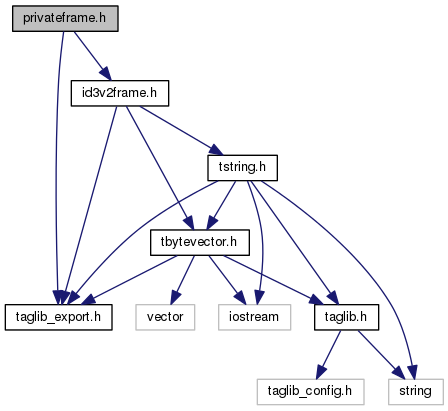 privateframe.h
id3v2frame.h
tstring.h
tbytevector.h
taglib_export.h
vector
iostream
taglib.h
taglib_config.h
string